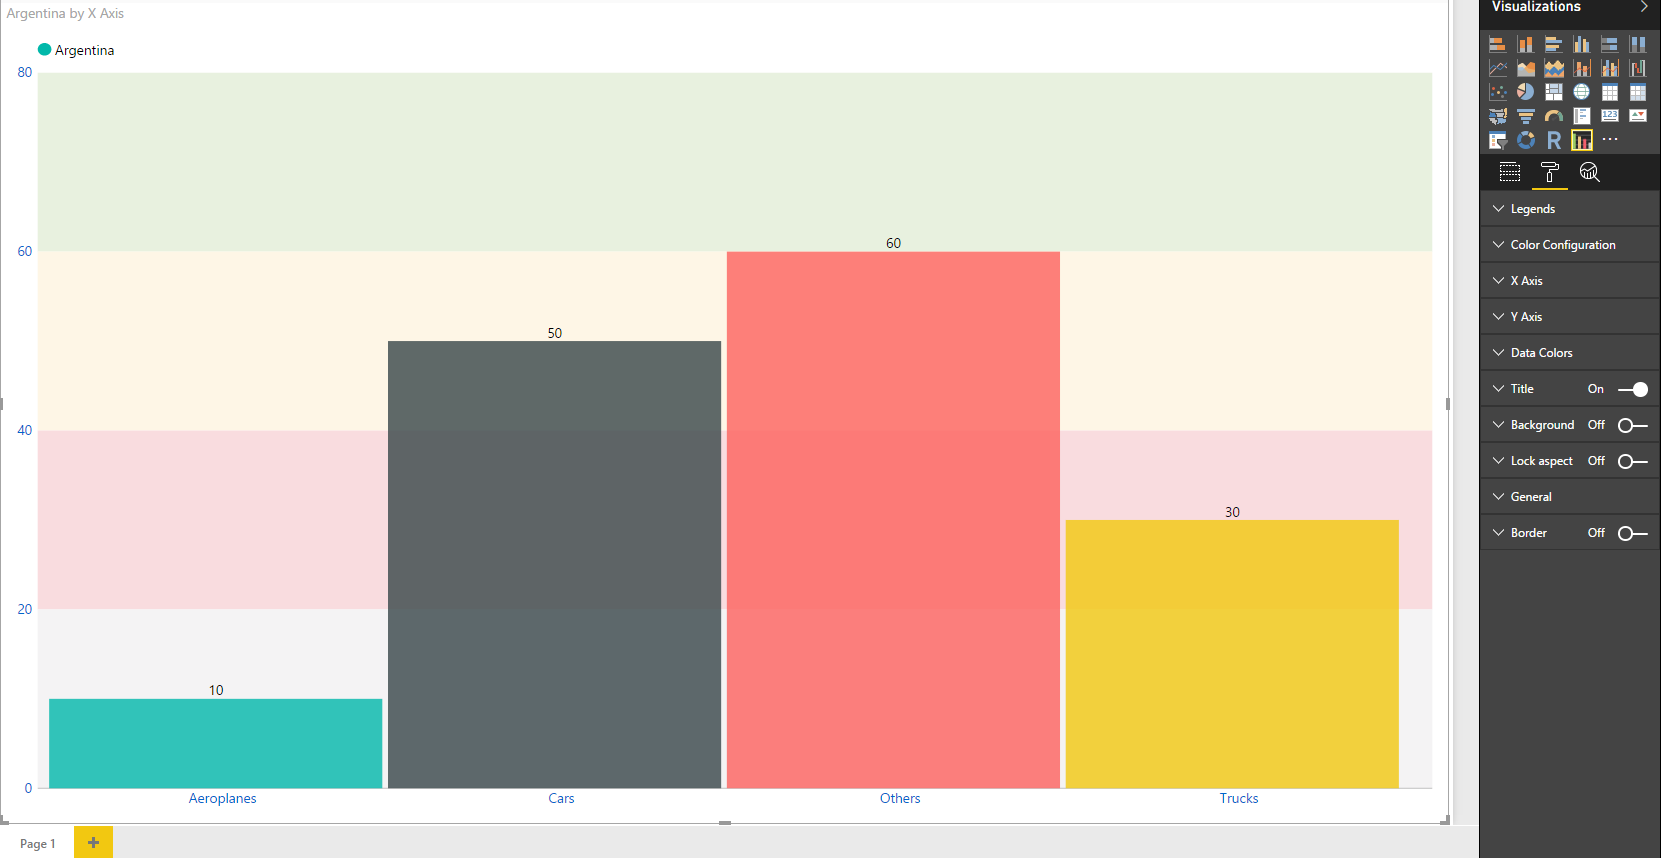 Argentina by X Axis
Argentina
80
60
40
20
0
10
50
60
30
Aeroplanes
Cars
Others
Trucks
Page 1
+
Visualizations
123
R
...
Legends
Color Configuration
X Axis
Y Axis
Data Colors
Title On
Background Off
Lock aspect Off
General
Border Off